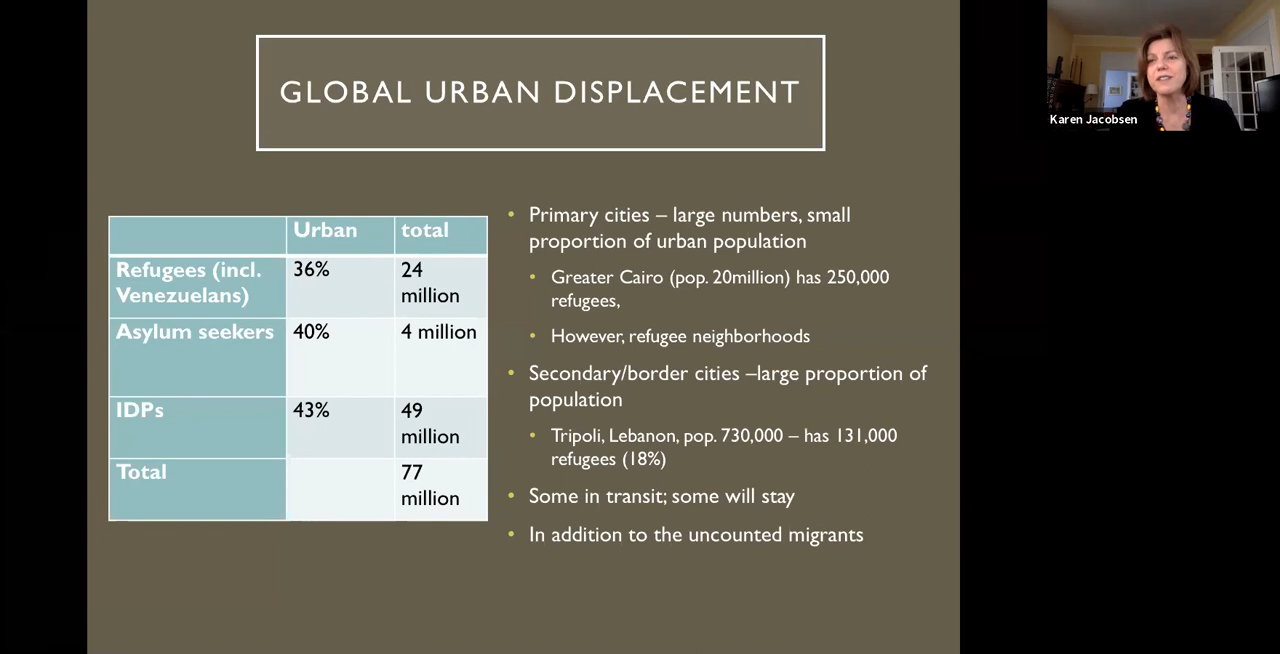 GLOBAL URBAN DISPLACEMENT
Karen Jacobsen
Urban total
Refugees (incl. 36% 24
Venezuelans) million
Asylum seekers 40% 4 million
IDPs 43% 49
million
Total 77
million
• Primary cities – large numbers, small
proportion of urban population
• Greater Cairo (pop. 20million) has 250,000
refugees,
• However, refugee neighborhoods
• Secondary/border cities –large proportion of
population
• Tripoli, Lebanon, pop. 730,000 – has 131,000
refugees (18%)
• Some in transit; some will stay
• In addition to the uncounted migrants